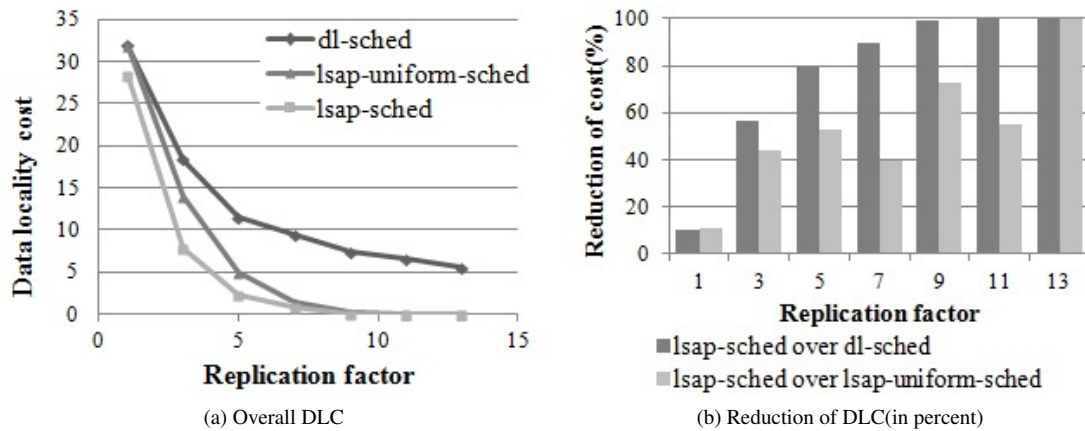 35
30
25
20
15
10
5
0
0
5
10
15
Data locality cost
Replication factor
dl-sched
lsap-uniform-sched
lsap-sched
(a) Overall DLC
100
80
60
40
20
0
1
3
5
7
9
11
13
Reduction of cost(%)
Replication factor
lsap-sched over dl-sched
lsap-sched over lsap-uniform-sched
(b) Reduction of DLC(in percent)